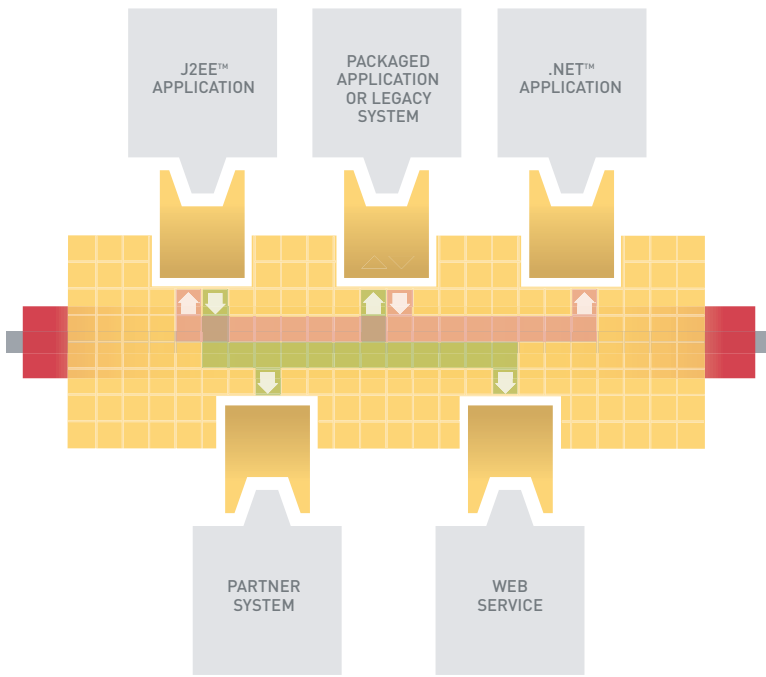 J2EE™
APPLICATION
PACKAGED
APPLICATION
OR LEGACY
SYSTEM
.NET™
APPLICATION
PARTNER
SYSTEM
WEB
SERVICE